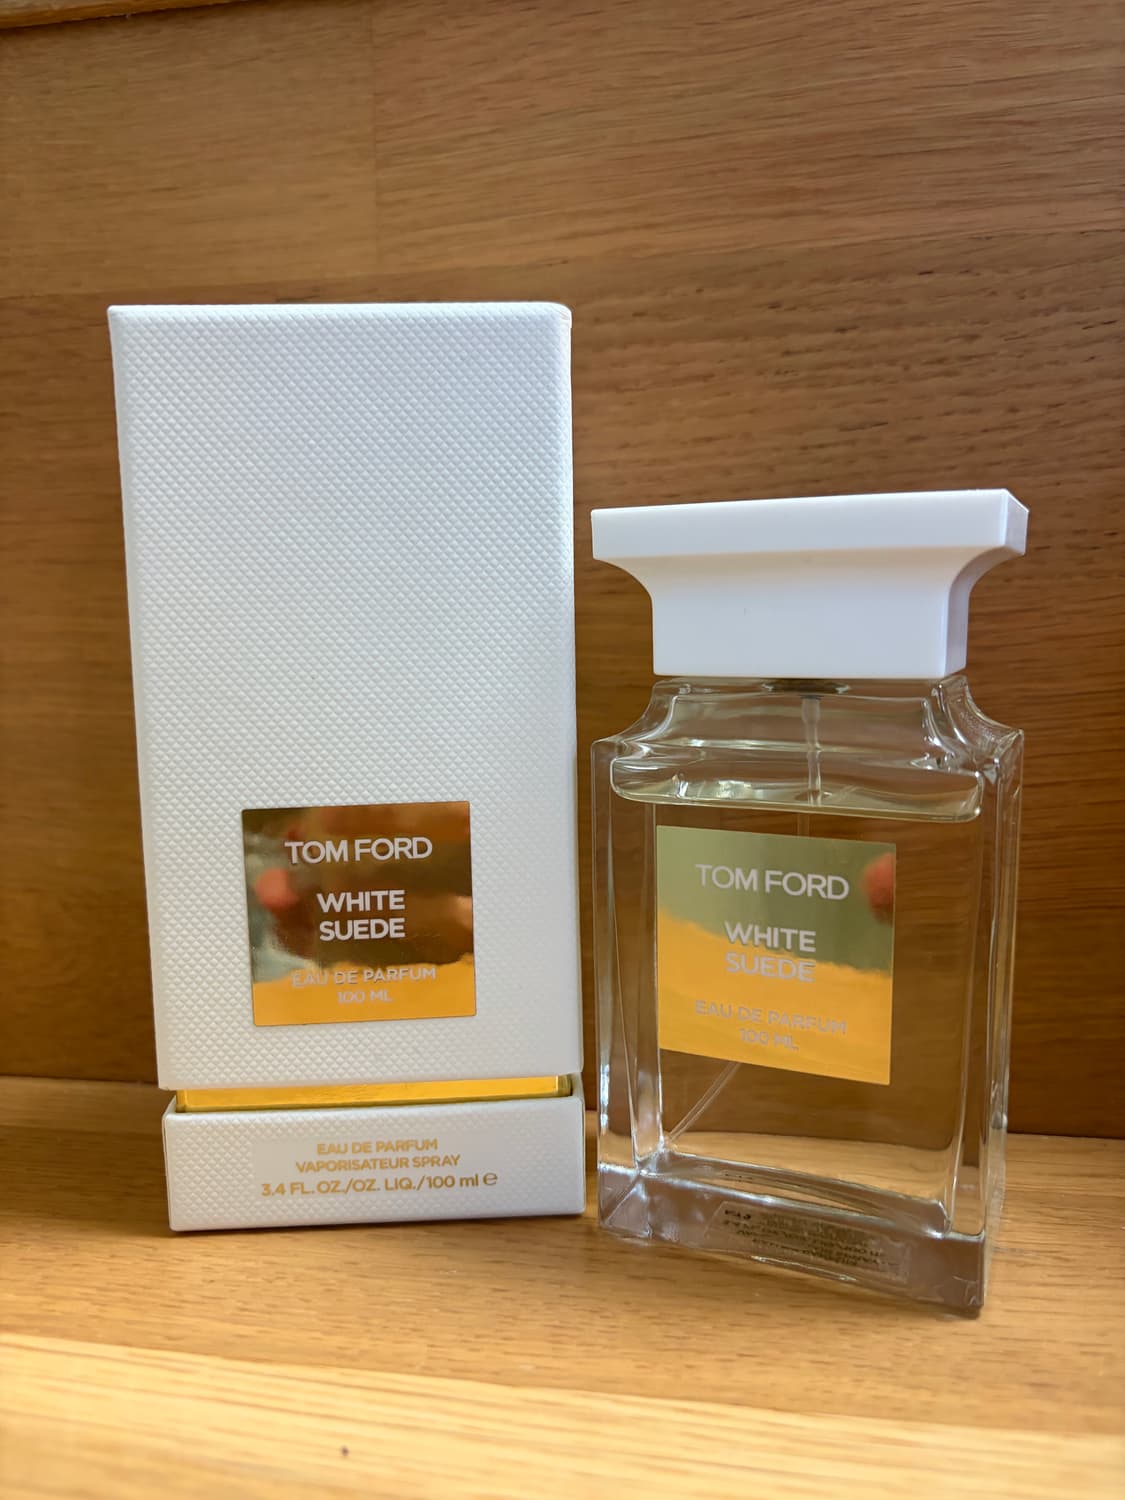 TOM FORD
WHITE
SUEDE
EAU DE PARFUM
100 ML
EAU DE PARFUM
VAPORISATEUR SPRAY
3.4 FL. OZ./OZ. LIQ./100 ml ℮
TOM FORD
WHITE
SUEDE
EAU DE PARFUM
100 ML